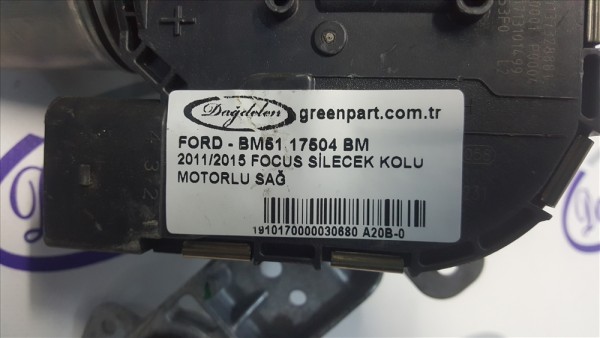 Dağdelen greenpart.com.tr
FORD - BM51 17504 BM
2011/2015 FOCUS SİLECEK KOLU
MOTORLU SAĞ
1910170000030680 A20B-0